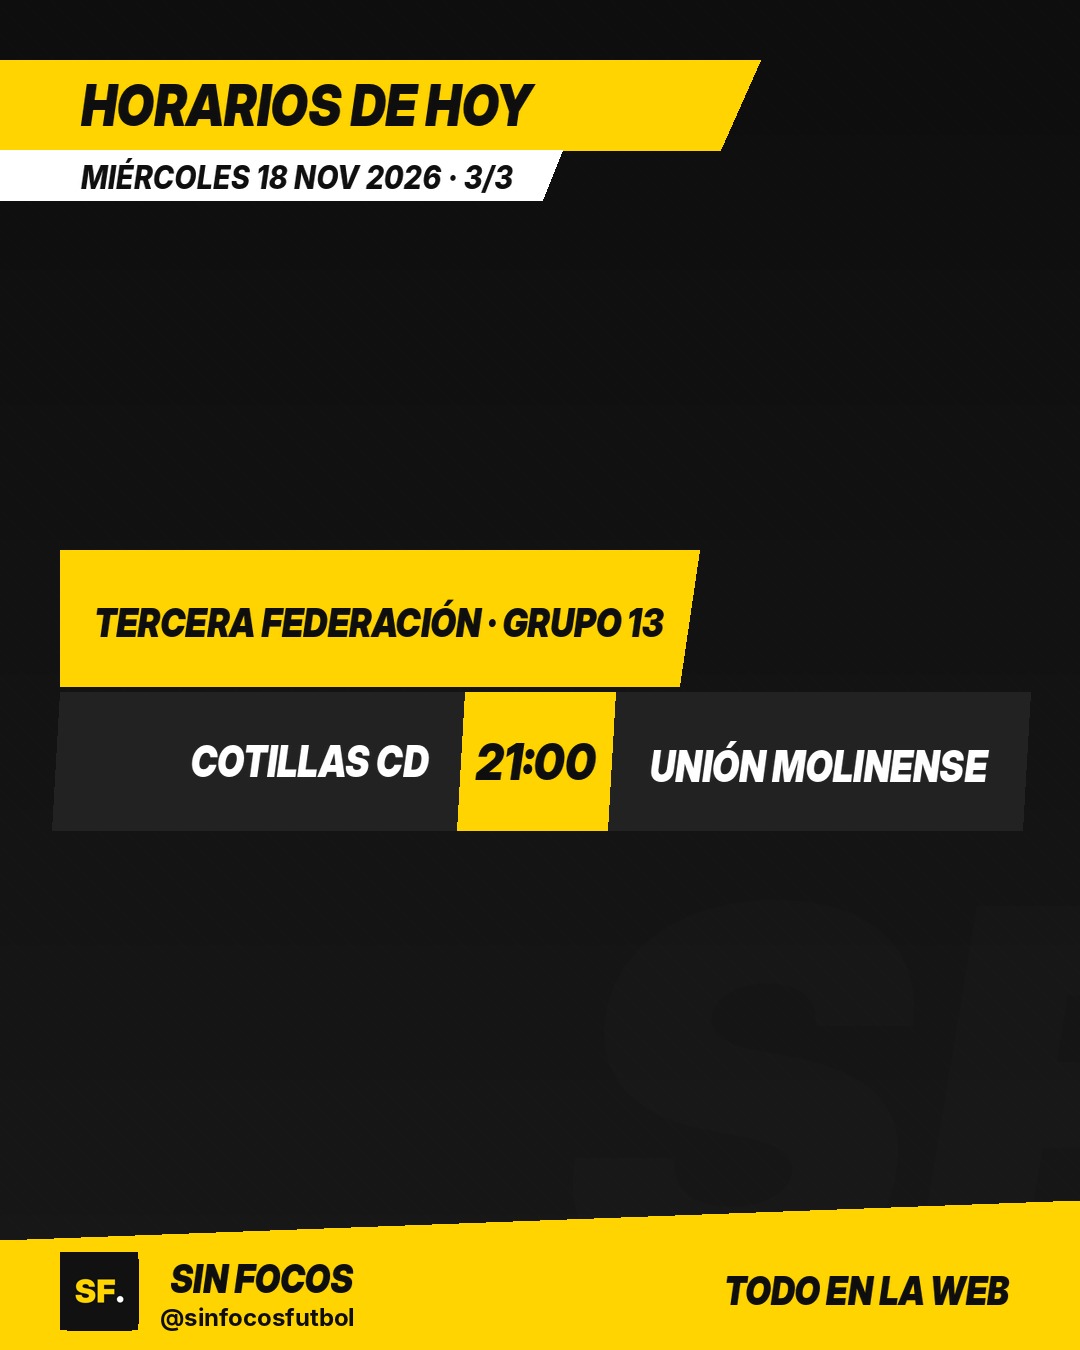 HORARIOS DE HOY
MIÉRCOLES 18 NOV 2026 · 3/3
TERCERA FEDERACIÓN · GRUPO 13
COTILLAS CD 21:00 UNIÓN MOLINENSE
SF
SF.
SIN FOCOS
@sinfocosfutbol
TODO EN LA WEB